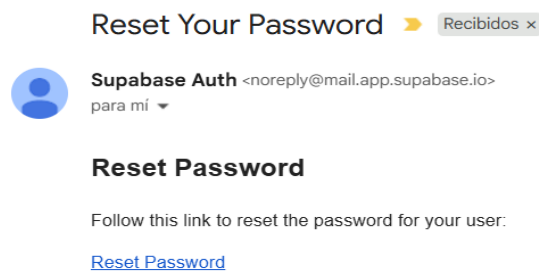 Reset Your Password Recibidos ×
Supabase Auth <noreply@mail.app.supabase.io>
para mí
Reset Password
Follow this link to reset the password for your user:
Reset Password